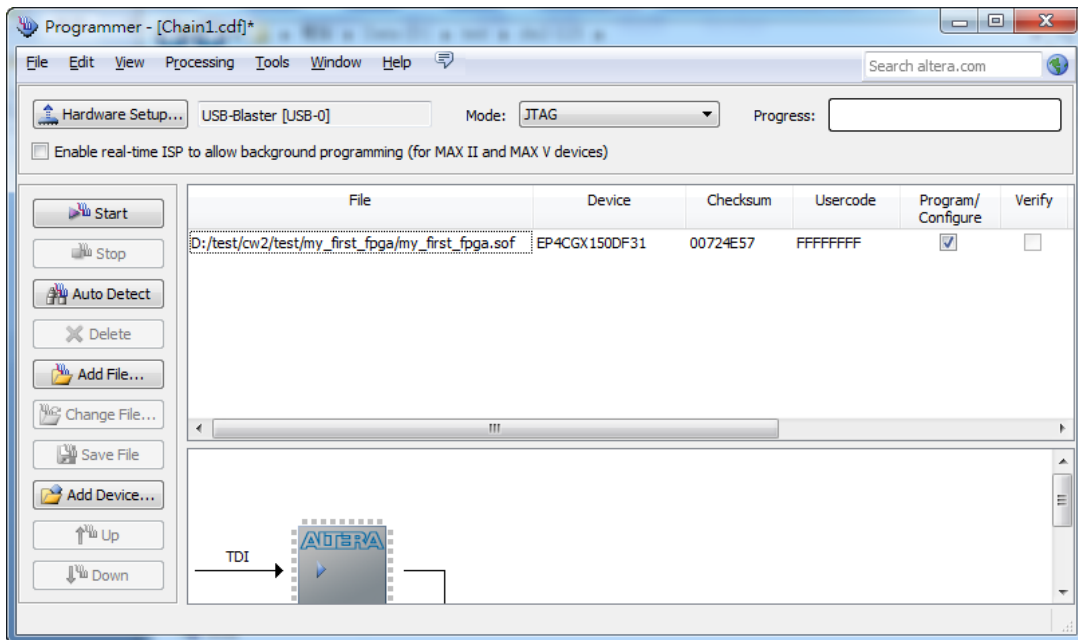 Programmer - [Chain1.cdf]*
File Edit View Processing Tools Window Help Search altera.com
Hardware Setup... USB-Blaster [USB-0] Mode: JTAG Progress:
Enable real-time ISP to allow background programming (for MAX II and MAX V devices)
File Device Checksum Usercode Program/ Verify
Configure
D:/test/cw2/test/my_first_fpga/my_first_fpga.sof EP4CGX150DF31 00724E57 FFFFFFFF
Start
Stop
Auto Detect
Delete
Add File...
Change File...
Save File
Add Device...
Up
Down
ALTERA
TDI